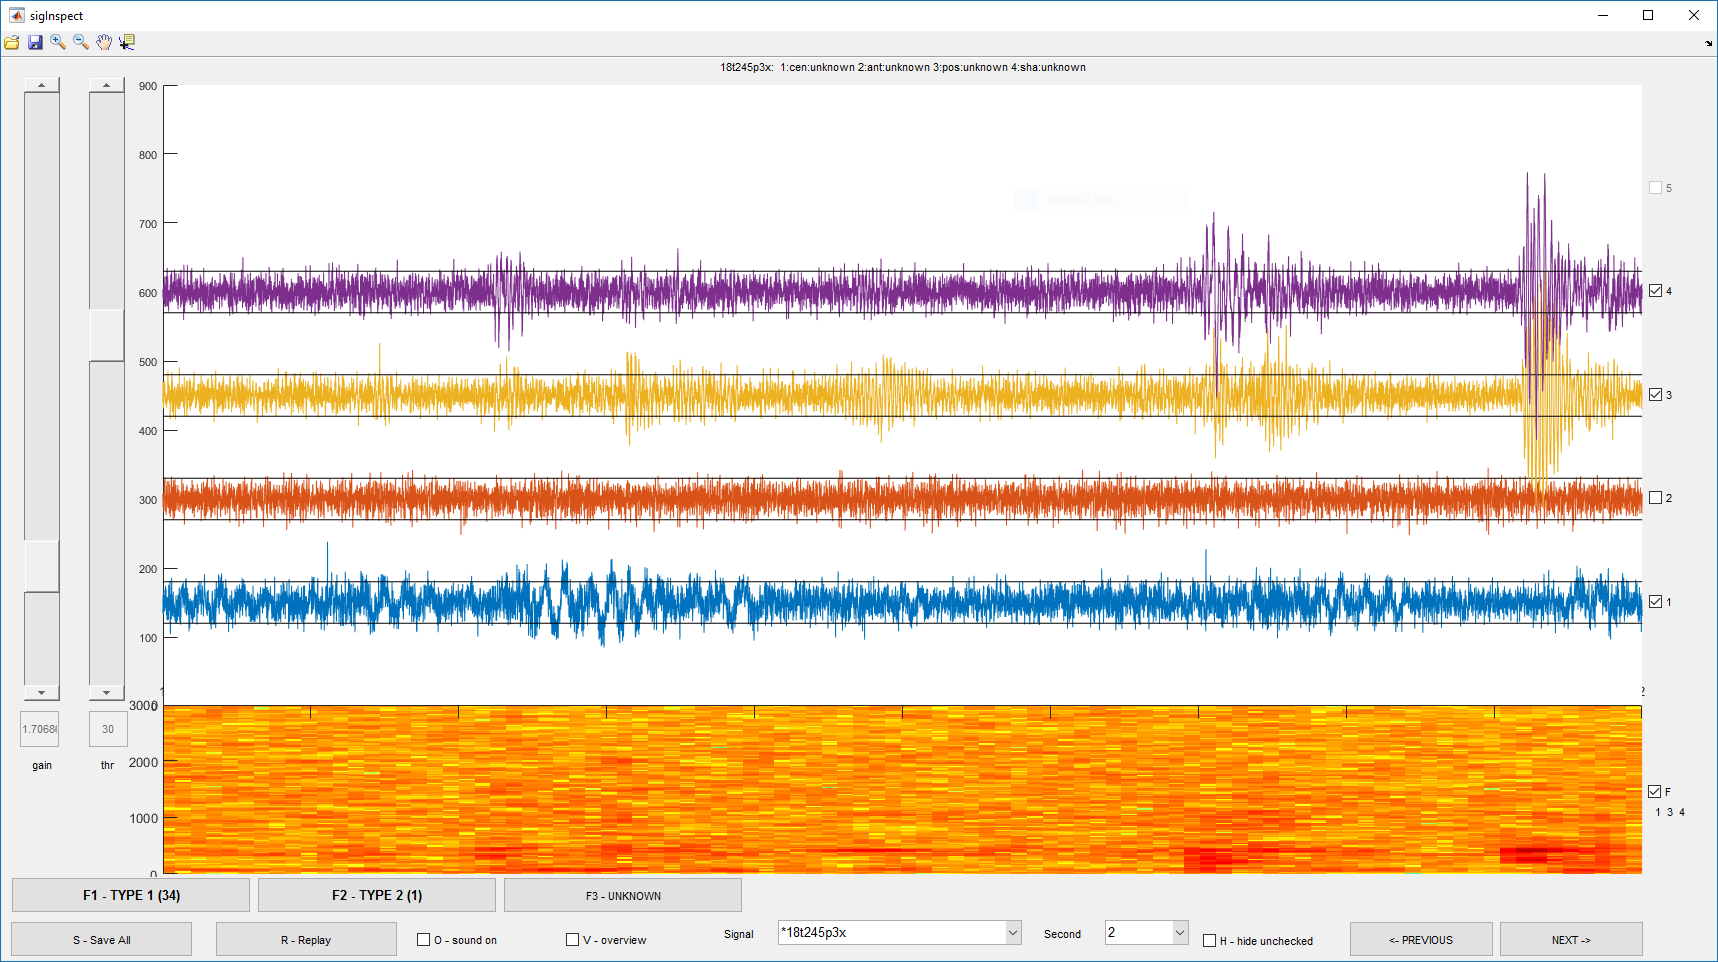 sigInspect
18t245p3x: 1:cen:unknown 2:ant:unknown 3:pos:unknown 4:sha:unknown
900
800
700
600
500
400
300
200
100
5
4
3
2
1
2
3000
0
2000
1000
0
1.7068
30
gain
thr
F
1 3 4
F1 - TYPE 1 (34)
F2 - TYPE 2 (1)
F3 - UNKNOWN
S - Save All
R - Replay
O - sound on
V - overview
Signal
*18t245p3x
Second
2
H - hide unchecked
<- PREVIOUS
NEXT ->